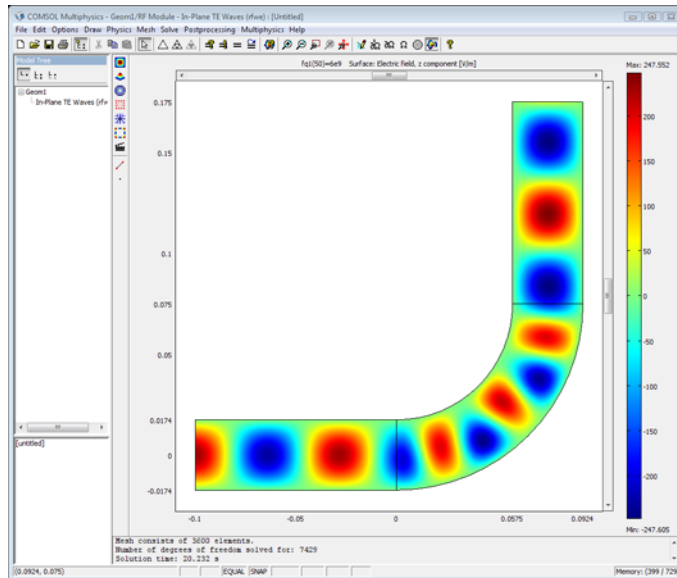 COMSOL Multiphysics - Geom1/RF Module - In-Plane TE Waves (rfwe) : [Untitled]
File Edit Options Draw Physics Mesh Solve Postprocessing Multiphysics Help
Model Tree
Geom1
In-Plane TE Waves (rfw
[untitled]
fq1(50)=6e9 Surface: Electric field, z component [V/m]
Max: 247.552
0.175
0.15
0.1
0.075
0.05
0.0174
0
-0.0174
-0.1
-0.05
0
0.0575
0.0924
200
150
100
50
0
-50
-100
-150
-200
Min: -247.605
Mesh consists of 3600 elements.
Number of degrees of freedom solved for: 7429
Solution time: 20.232 s
(0.0924, 0.075)
EQUAL
SNAP
Memory: (399 / 729